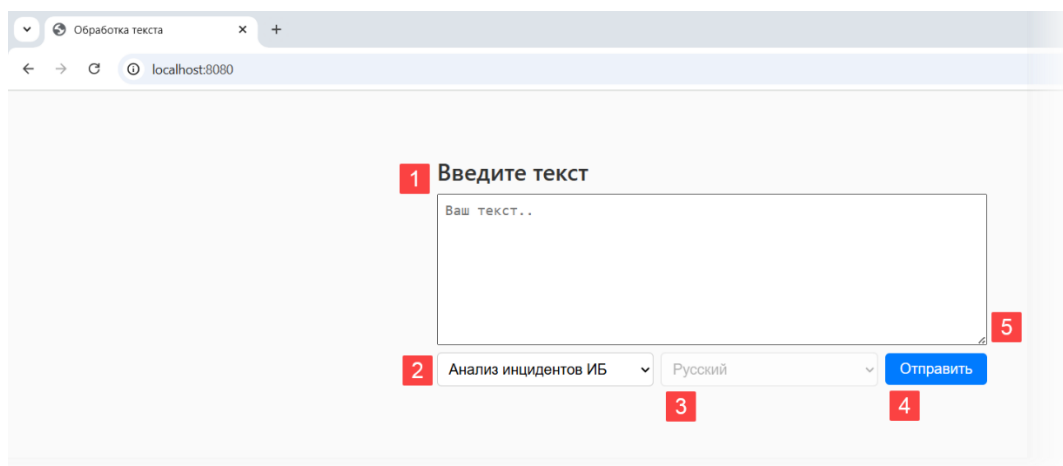 Обработка текста
localhost:8080
1 Введите текст
Ваш текст..
5
2 Анализ инцидентов ИБ Русский Отправить
3 4